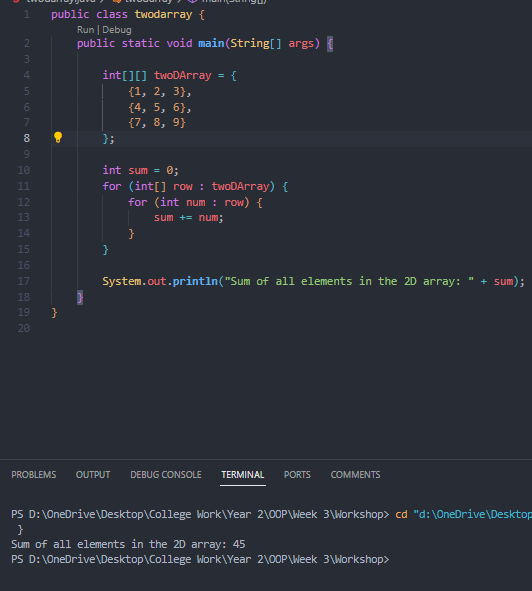 public class twodarray {
Run | Debug
public static void main(String[] args) {
int[][] twoDArray = {
{1, 2, 3},
{4, 5, 6},
{7, 8, 9}
};
int sum = 0;
for (int[] row : twoDArray) {
for (int num : row) {
sum += num;
}
}
System.out.println("Sum of all elements in the 2D array: " + sum);
}
}
1
2
3
4
5
6
7
8
9
10
11
12
13
14
15
16
17
18
19
20
PROBLEMS OUTPUT DEBUG CONSOLE TERMINAL PORTS COMMENTS
PS D:\OneDrive\Desktop\College Work\Year 2\OOP\Week 3\Workshop> cd "d:\OneDrive\Desktop
}
Sum of all elements in the 2D array: 45
PS D:\OneDrive\Desktop\College Work\Year 2\OOP\Week 3\Workshop>